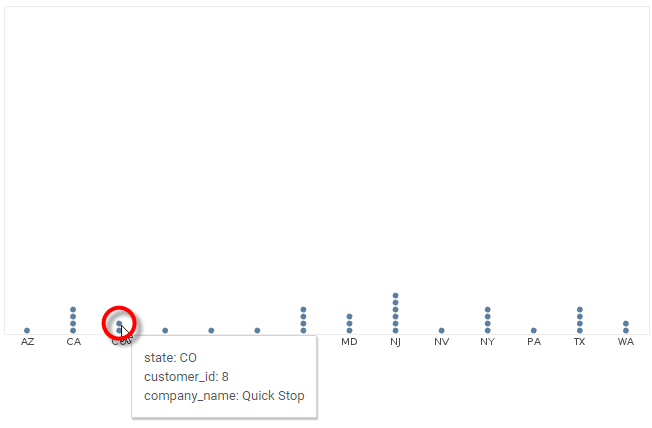 AZ CA CO MD NJ NV NY PA TX WA
state: CO
customer_id: 8
company_name: Quick Stop